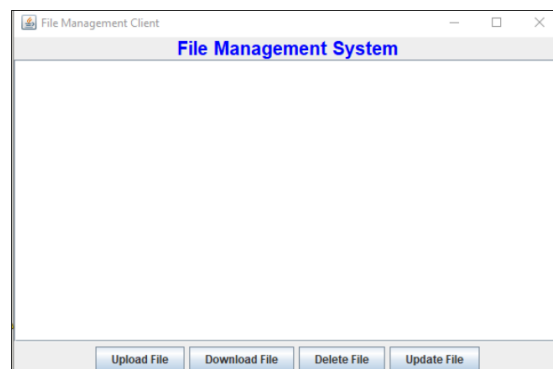 File Management Client
File Management System
Upload File Download File Delete File Update File